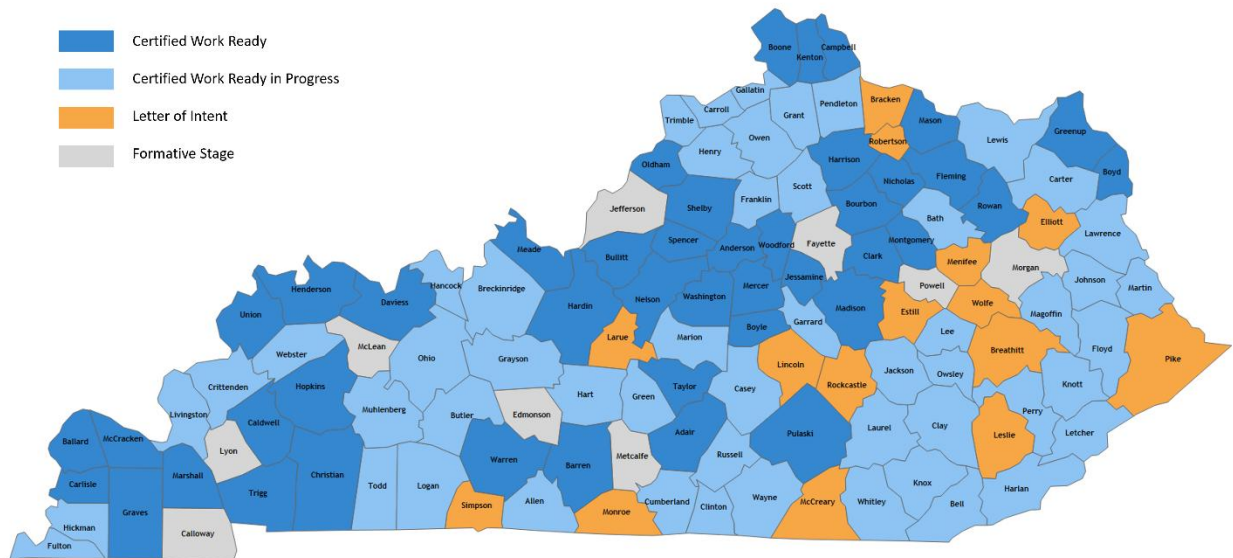 Certified Work Ready
Certified Work Ready in Progress
Letter of Intent
Formative Stage
Boone
Kenton
Campbell
Gallatin
Carroll
Trimble
Grant
Pendleton
Bracken
Mason
Robertson
Lewis
Greenup
Boyd
Owen
Henry
Oldham
Harrison
Nicholas
Fleming
Carter
Rowan
Elliott
Lawrence
Jefferson
Shelby
Franklin
Scott
Bourbon
Bath
Spencer
Anderson
Woodford
Fayette
Montgomery
Clark
Menifee
Morgan
Johnson
Martin
Meade
Bullitt
Nelson
Washington
Mercer
Jessamine
Madison
Powell
Wolfe
Magoffin
Hancock
Breckinridge
Hardin
Larue
Marion
Boyle
Garrard
Estill
Lee
Breathitt
Floyd
Pike
Henderson
Daviess
Union
Webster
McLean
Ohio
Grayson
Lincoln
Rockcastle
Jackson
Owsley
Knott
Perry
Letcher
Crittenden
Hopkins
Livingston
Caldwell
Muhlenberg
Butler
Edmonson
Hart
Green
Taylor
Casey
Pulaski
Laurel
Clay
Leslie
Ballard
McCracken
Lyon
Marshall
Carlisle
Graves
Trigg
Christian
Todd
Logan
Warren
Barren
Metcalfe
Adair
Russell
Wayne
McCreary
Whitley
Knox
Bell
Harlan
Hickman
Fulton
Calloway
Simpson
Allen
Monroe
Cumberland
Clinton